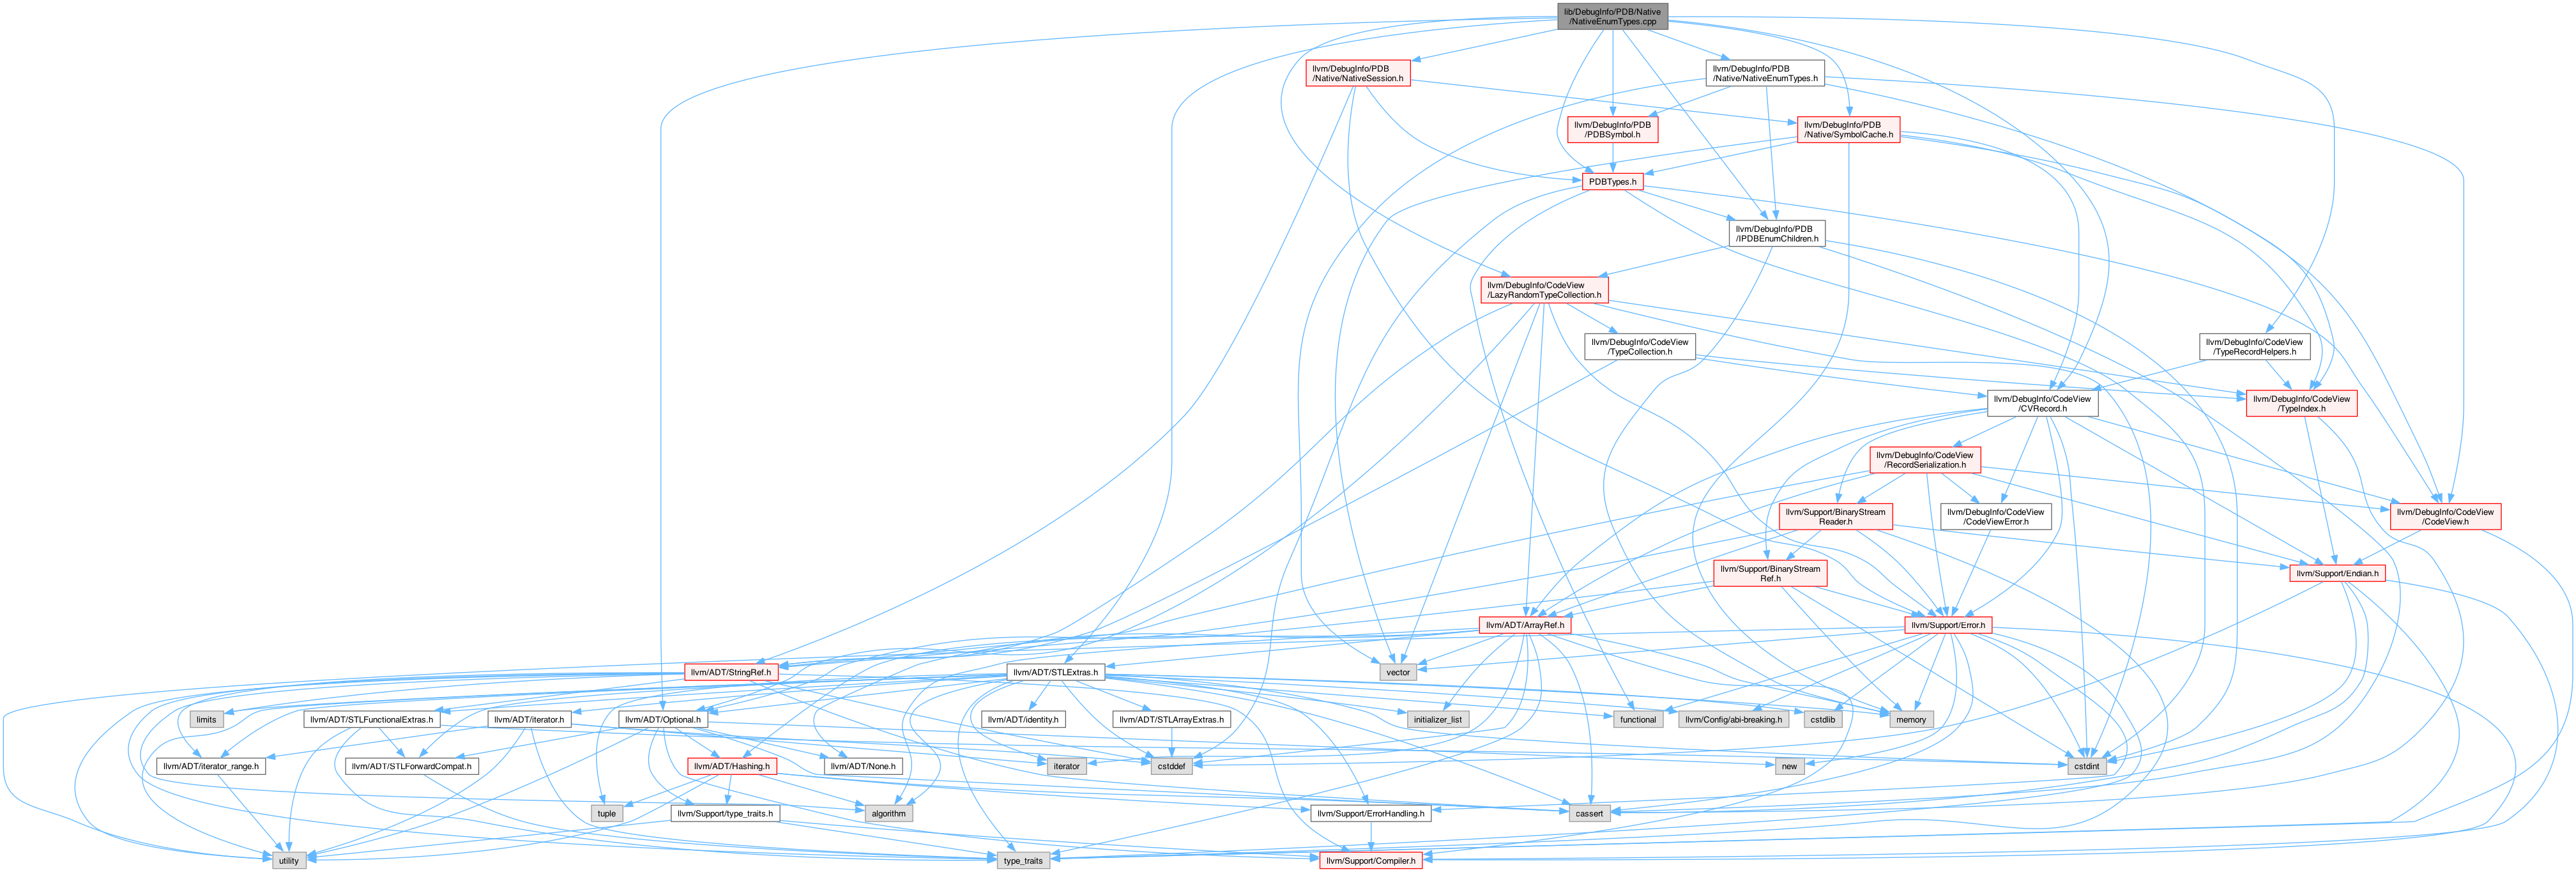 lib/DebugInfo/PDB/Native
/NativeEnumTypes.cpp
llvm/DebugInfo/PDB
/Native/NativeSession.h
llvm/DebugInfo/PDB
/Native/NativeEnumTypes.h
llvm/DebugInfo/PDB
/PDBSymbol.h
llvm/DebugInfo/PDB
/Native/SymbolCache.h
PDBTypes.h
llvm/DebugInfo/PDB
/IPDBEnumChildren.h
llvm/DebugInfo/CodeView
/LazyRandomTypeCollection.h
llvm/DebugInfo/CodeView
/TypeCollection.h
llvm/DebugInfo/CodeView
/TypeRecordHelpers.h
llvm/DebugInfo/CodeView
/CVRecord.h
llvm/DebugInfo/CodeView
/TypeIndex.h
llvm/DebugInfo/CodeView
/RecordSerialization.h
llvm/Support/BinaryStream
Reader.h
llvm/DebugInfo/CodeView
/CodeViewError.h
llvm/DebugInfo/CodeView
/CodeView.h
llvm/Support/BinaryStream
Ref.h
llvm/Support/Endian.h
llvm/ADT/ArrayRef.h
llvm/Support/Error.h
llvm/ADT/StringRef.h
llvm/ADT/STLExtras.h
vector
limits
llvm/ADT/STLFunctionalExtras.h
llvm/ADT/iterator.h
llvm/ADT/Optional.h
llvm/ADT/identity.h
llvm/ADT/STLArrayExtras.h
initializer_list
functional
llvm/Config/abi-breaking.h
cstdlib
memory
llvm/ADT/iterator_range.h
llvm/ADT/STLForwardCompat.h
llvm/ADT/Hashing.h
llvm/ADT/None.h
iterator
cstddef
new
cstdint
tuple
llvm/Support/type_traits.h
algorithm
llvm/Support/ErrorHandling.h
cassert
utility
type_traits
llvm/Support/Compiler.h